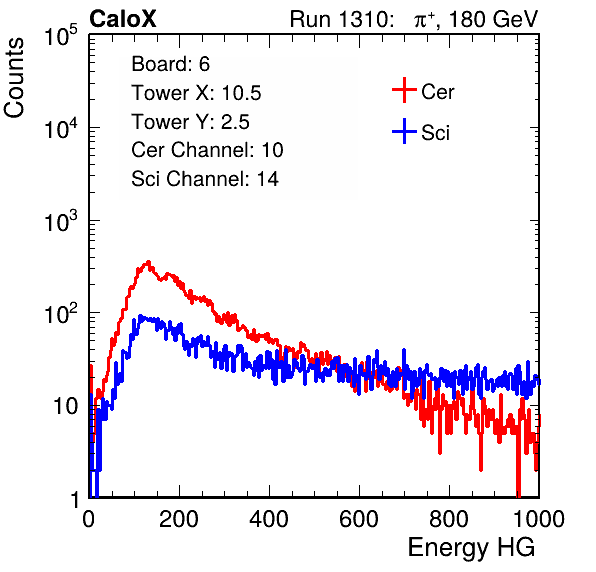 CaloX Run 1310: π⁺, 180 GeV
Board: 6
Tower X: 10.5
Tower Y: 2.5
Cer Channel: 10
Sci Channel: 14
Cer
Sci
Counts
10⁵
10⁴
10³
10²
10
1
0 200 400 600 800 1000
Energy HG